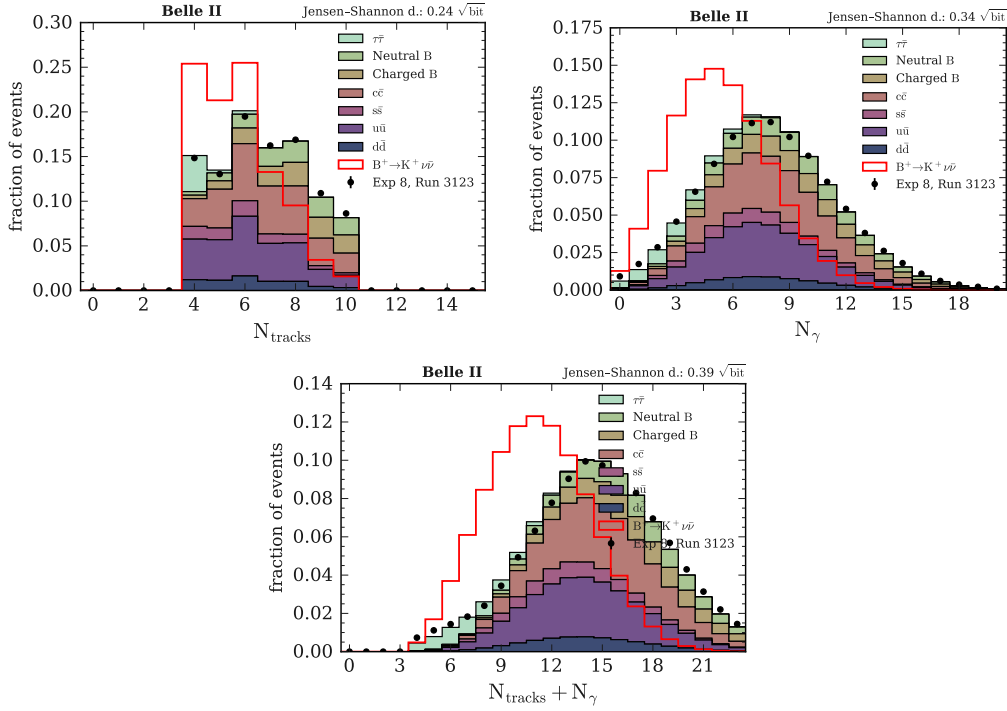 Belle II
Jensen–Shannon d.: 0.24 √bit
0.30
0.25
0.20
0.15
0.10
0.05
0.00
fraction of events
ττ̄
Neutral B
Charged B
cc̄
ss̄
uū
dd̄
B⁺→K⁺νν̄
Exp 8, Run 3123
0 2 4 6 8 10 12 14
N_tracks
Belle II
Jensen–Shannon d.: 0.34 √bit
0.175
0.150
0.125
0.100
0.075
0.050
0.025
0.000
fraction of events
ττ̄
Neutral B
Charged B
cc̄
ss̄
uū
dd̄
B⁺→K⁺νν̄
Exp 8, Run 3123
0 3 6 9 12 15 18
N_γ
Belle II
Jensen–Shannon d.: 0.39 √bit
0.14
0.12
0.10
0.08
0.06
0.04
0.02
0.00
fraction of events
ττ̄
Neutral B
Charged B
cc̄
ss̄
uū
dd̄
B⁺→K⁺νν̄
Exp 8, Run 3123
0 3 6 9 12 15 18 21
N_tracks + N_γ